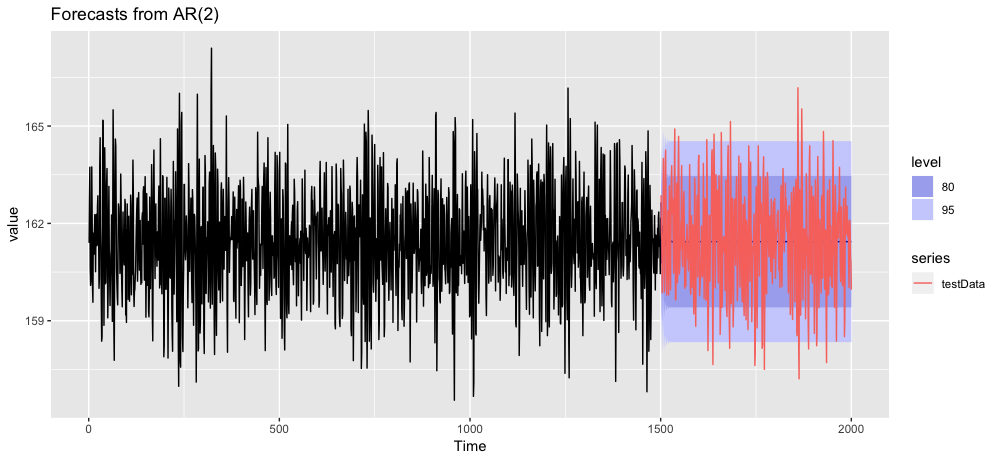 Forecasts from AR(2)
value
165
162
159
0
500
1000
1500
2000
Time
level
80
95
series
testData